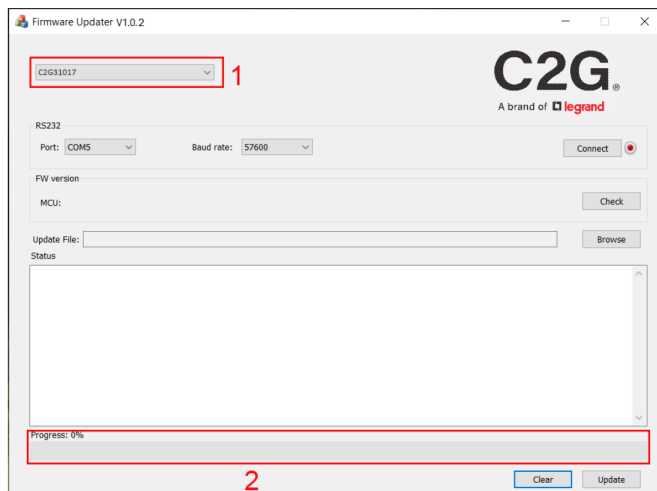 Firmware Updater V1.0.2
C2G31017
1
C2G®
A brand of legrand
RS232
Port: COM5 Baud rate: 57600 Connect
FW version
MCU: Check
Update File: Browse
Status
Progress: 0%
2
Clear Update